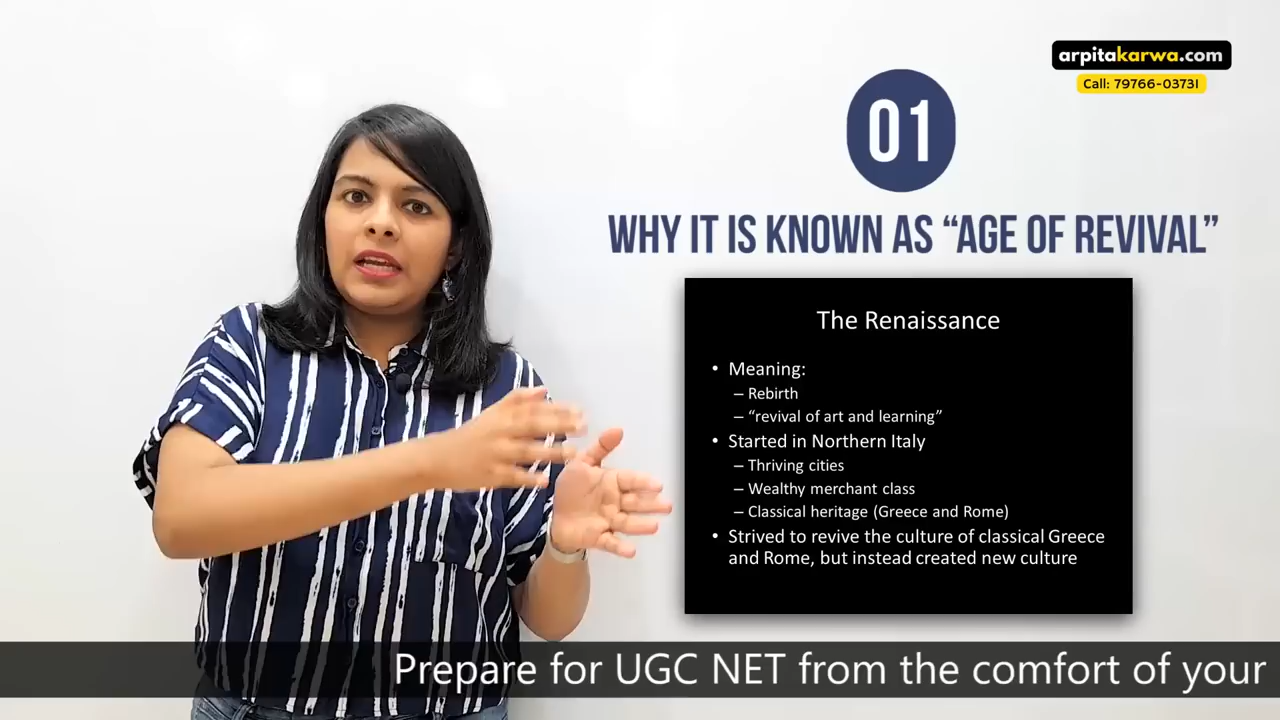 arpitakarwa.com
Call: 79766-03731
01
WHY IT IS KNOWN AS “AGE OF REVIVAL”
The Renaissance
• Meaning:
– Rebirth
– “revival of art and learning”
• Started in Northern Italy
– Thriving cities
– Wealthy merchant class
– Classical heritage (Greece and Rome)
• Strived to revive the culture of classical Greece
and Rome, but instead created new culture
Prepare for UGC NET from the comfort of your